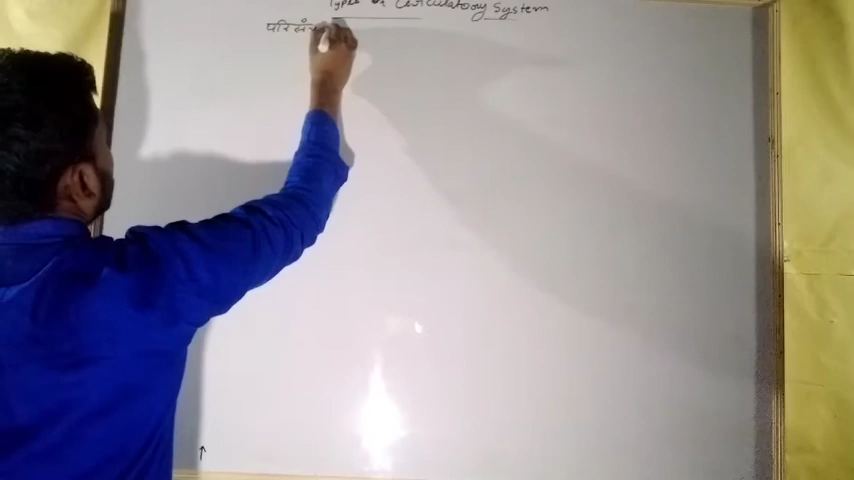 Types of Circulatory System
परिसं